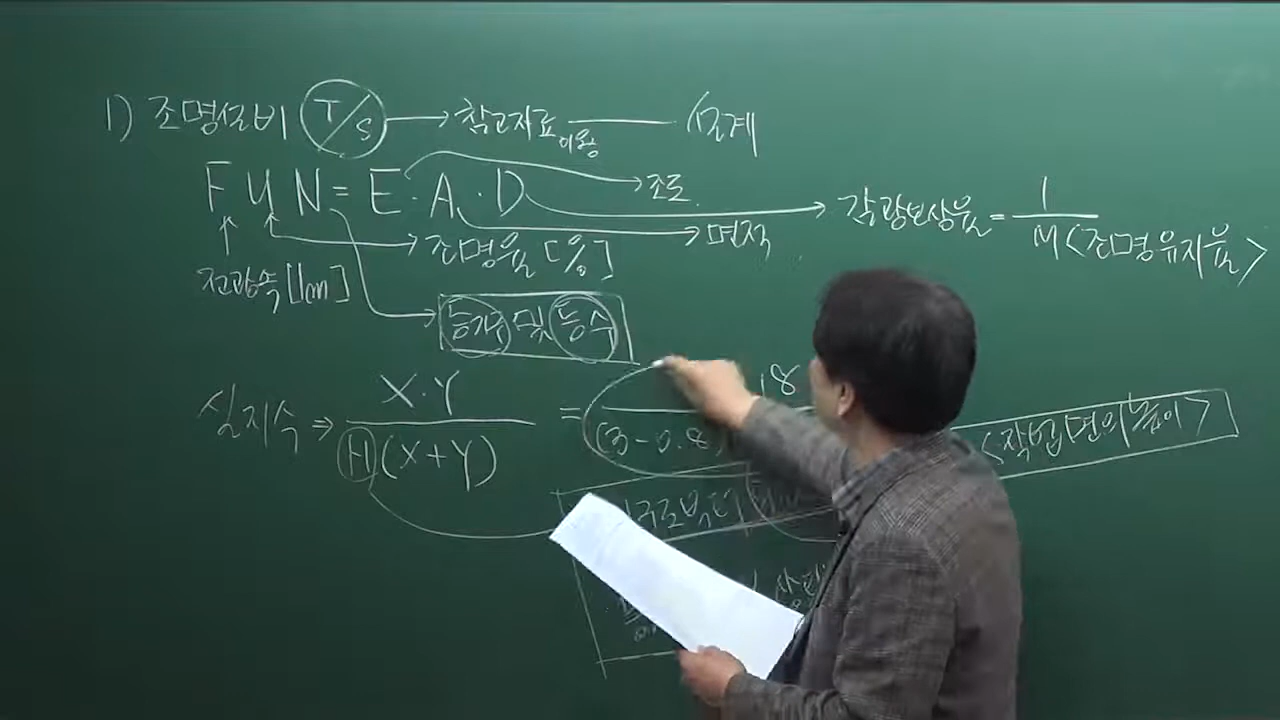 1) 조명설비 T/S → 참고자료 이용 — 설계
F U N = E · A · D → 조도
→ 감광보상율 = 1 / M <조명유지율>
→ 면적
→ 조명율 [%]
전광속 [lm]
등기구 및 등수
실지수 ⇒ X·Y / H(X+Y) = 18 / (3-0.8)
<작업면의 높이>